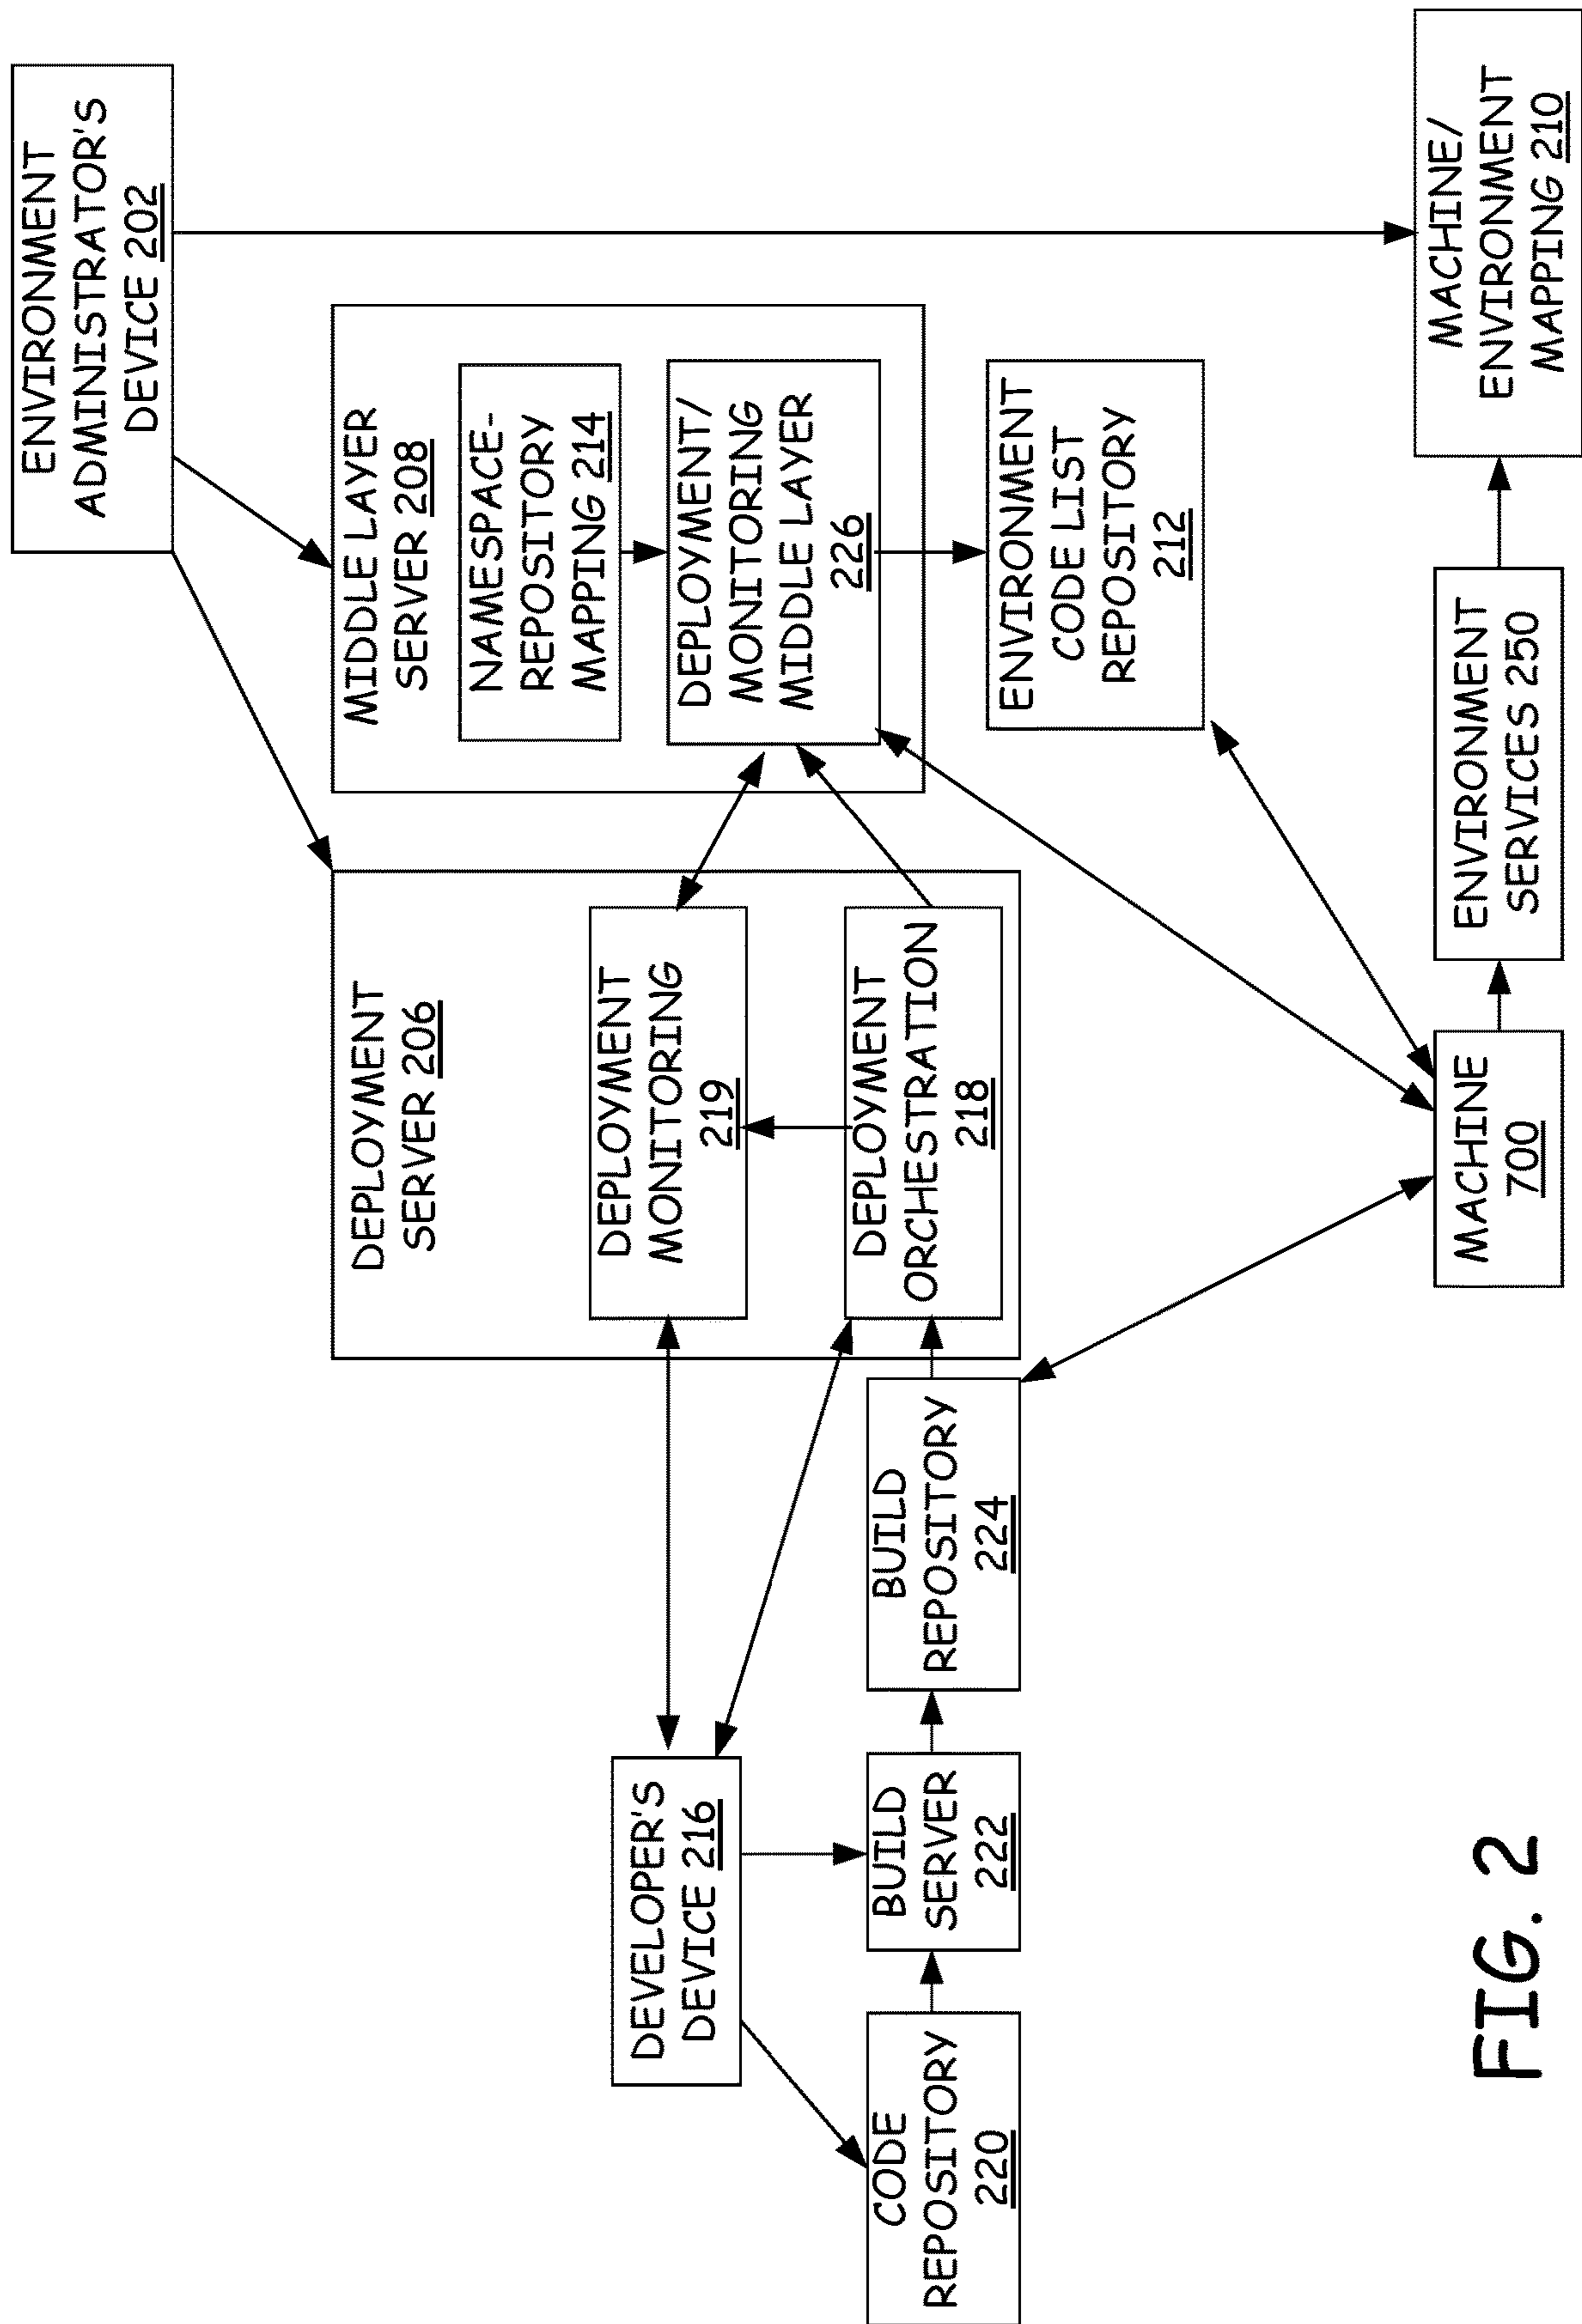 ENVIRONMENT
ADMINISTRATOR'S
DEVICE 202
DEPLOYMENT
SERVER 206
MIDDLE LAYER
SERVER 208
NAMESPACE-
REPOSITORY
MAPPING 214
DEVELOPER'S
DEVICE 216
DEPLOYMENT
MONITORING
219
DEPLOYMENT/
MONITORING
MIDDLE LAYER
226
CODE
REPOSITORY
220
BUILD
SERVER
222
BUILD
REPOSITORY
224
DEPLOYMENT
ORCHESTRATION
218
ENVIRONMENT
CODE LIST
REPOSITORY
212
MACHINE
700
ENVIRONMENT
SERVICES 250
MACHINE/
ENVIRONMENT
MAPPING 210
FIG. 2